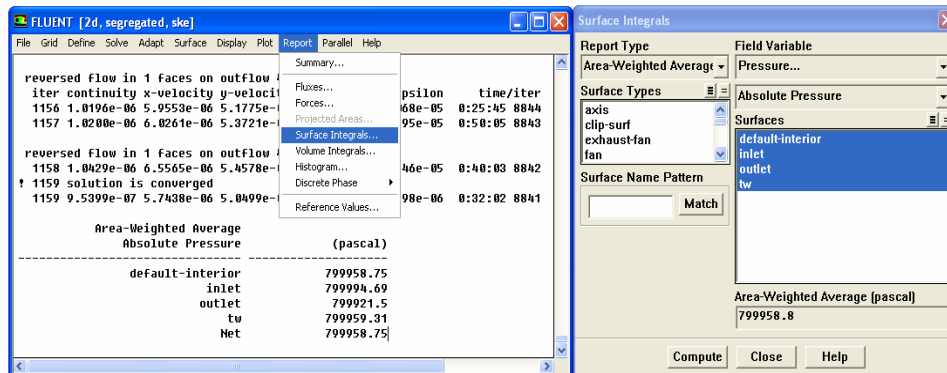 FLUENT [2d, segregated, ske]
File Grid Define Solve Adapt Surface Display Plot Report Parallel Help
reversed flow in 1 faces on outflow
iter continuity x-velocity y-veloci psilon time/iter
1156 1.0196e-06 5.9553e-06 5.1775e- 68e-05 0:25:45 8844
1157 1.0200e-06 6.0261e-06 5.3721e- 95e-05 0:50:05 8843
reversed flow in 1 faces on outflow
1158 1.0429e-06 6.5565e-06 5.4578e- 46e-05 0:40:03 8842
! 1159 solution is converged
1159 9.5399e-07 5.7438e-06 5.0499e- 98e-06 0:32:02 8841
Area-Weighted Average
Absolute Pressure (pascal)
default-interior 799958.75
inlet 799994.69
outlet 799921.5
tw 799959.31
Net 799958.75
Summary...
Fluxes...
Forces...
Projected Areas...
Surface Integrals...
Volume Integrals...
Histogram...
Discrete Phase
Reference Values...
Surface Integrals
Report Type
Area-Weighted Average
Field Variable
Pressure...
Absolute Pressure
Surface Types
axis
clip-surf
exhaust-fan
fan
Surfaces
default-interior
inlet
outlet
tw
Surface Name Pattern
Match
Area-Weighted Average (pascal)
799958.8
Compute Close Help